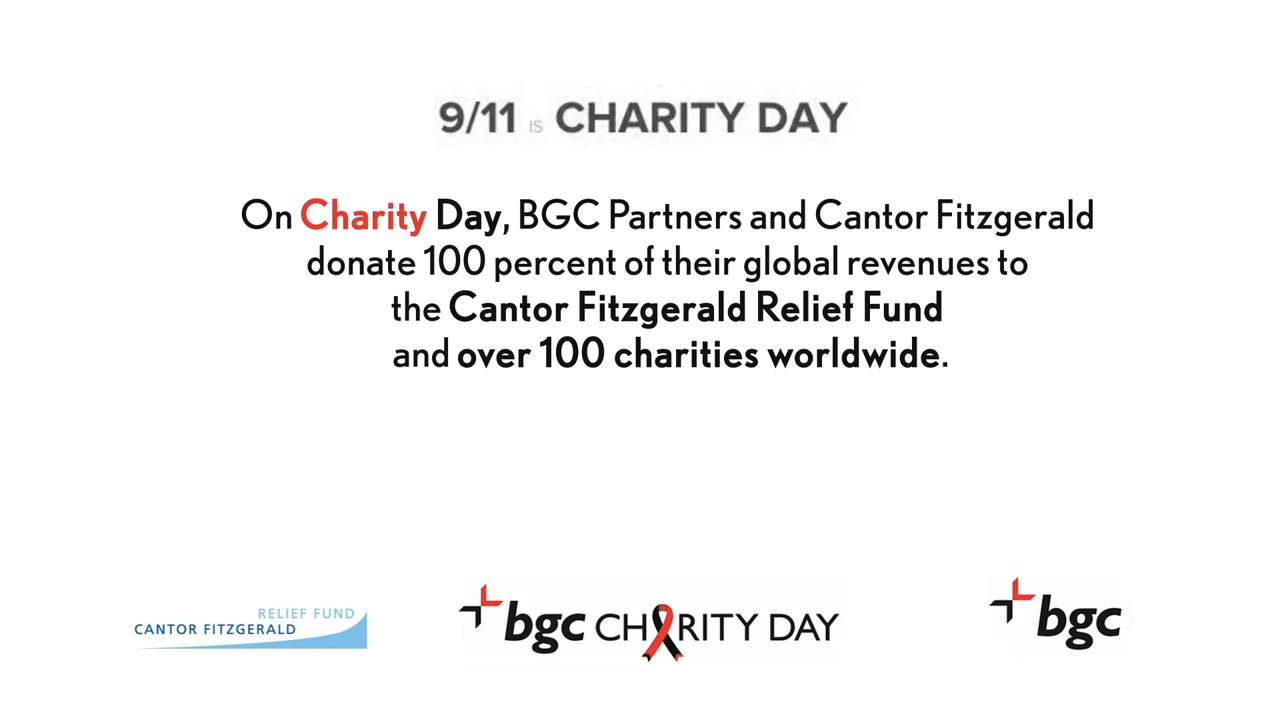 9/11 IS CHARITY DAY
On Charity Day, BGC Partners and Cantor Fitzgerald
donate 100 percent of their global revenues to
the Cantor Fitzgerald Relief Fund
and over 100 charities worldwide.
RELIEF FUND
CANTOR FITZGERALD
bgc CHARITY DAY
bgc